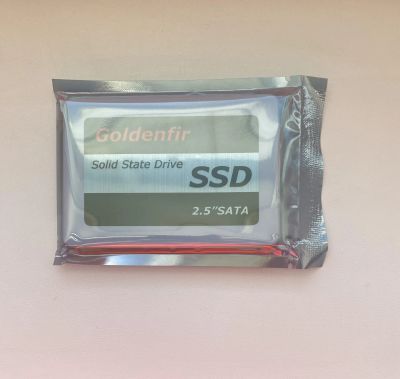 Goldenfir
Solid State Drive
SSD
2.5"SATA